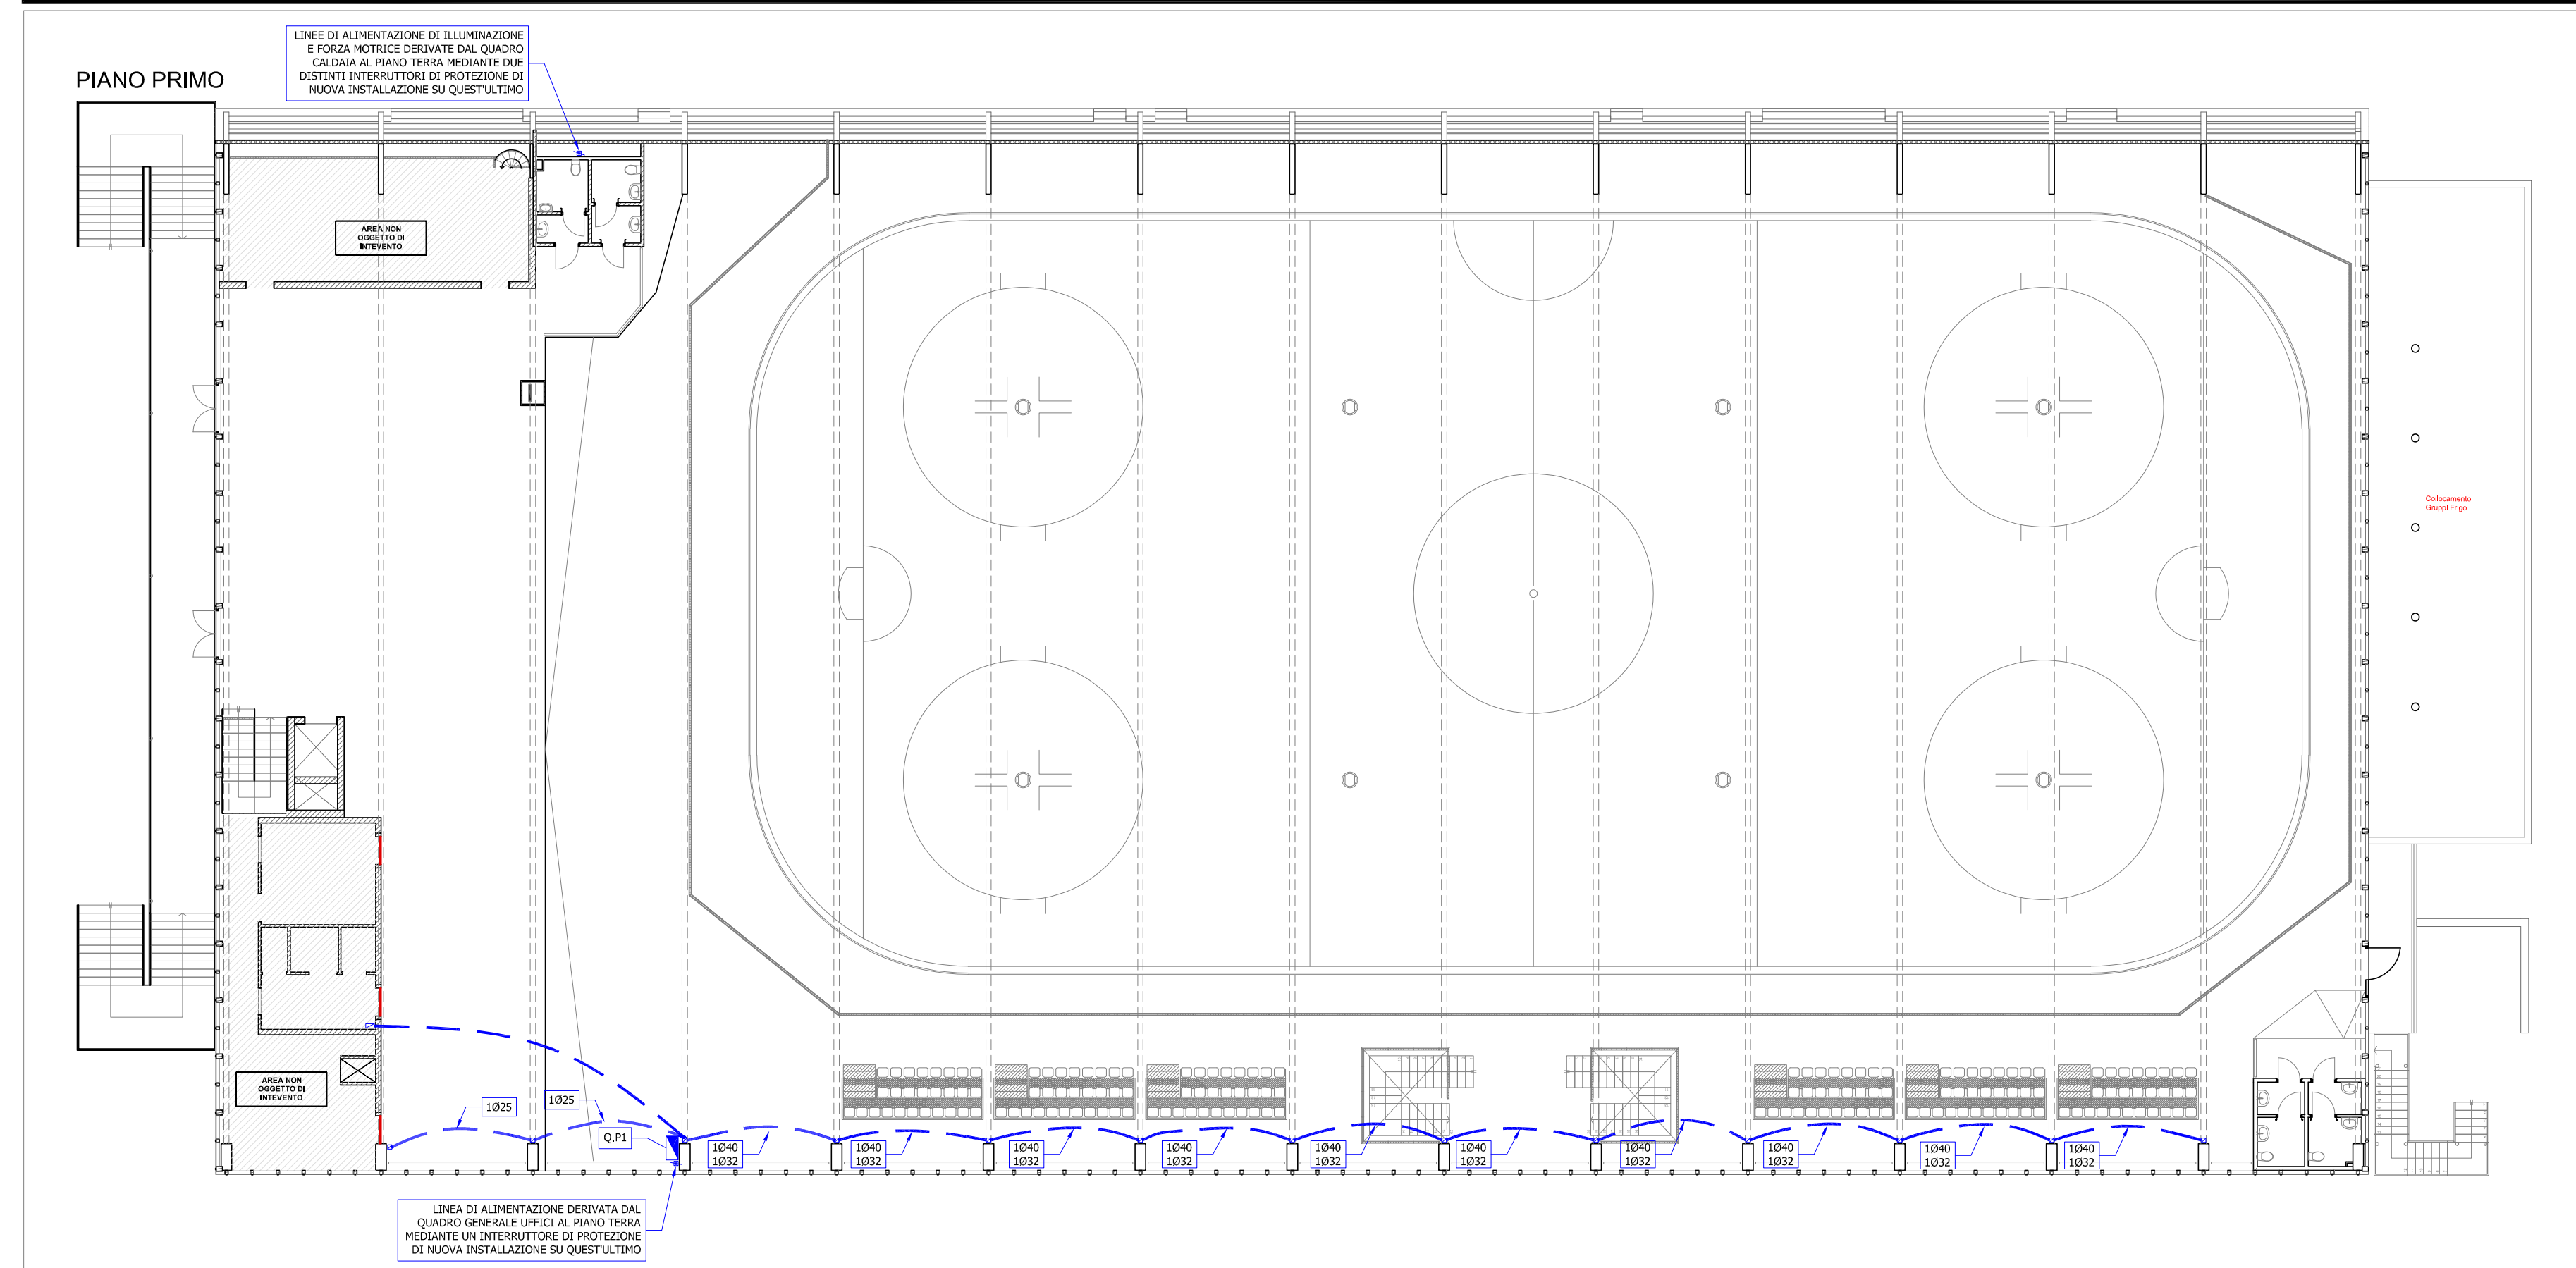 LINEE DI ALIMENTAZIONE DI ILLUMINAZIONE
E FORZA MOTRICE DERIVATE DAL QUADRO
CALDAIA AL PIANO TERRA MEDIANTE DUE
DISTINTI INTERRUTTORI DI PROTEZIONE DI
NUOVA INSTALLAZIONE SU QUEST'ULTIMO
PIANO PRIMO
AREA NON
OGGETTO DI
INTEVENTO
Collocamento
Gruppi Frigo
AREA NON
OGGETTO DI
INTEVENTO
1Ø25
1Ø25
Q.P1
1Ø40
1Ø32
1Ø40
1Ø32
1Ø40
1Ø32
1Ø40
1Ø32
1Ø40
1Ø32
1Ø40
1Ø32
1Ø40
1Ø32
1Ø40
1Ø32
1Ø40
1Ø32
1Ø40
1Ø32
LINEA DI ALIMENTAZIONE DERIVATA DAL
QUADRO GENERALE UFFICI AL PIANO TERRA
MEDIANTE UN INTERRUTTORE DI PROTEZIONE
DI NUOVA INSTALLAZIONE SU QUEST'ULTIMO